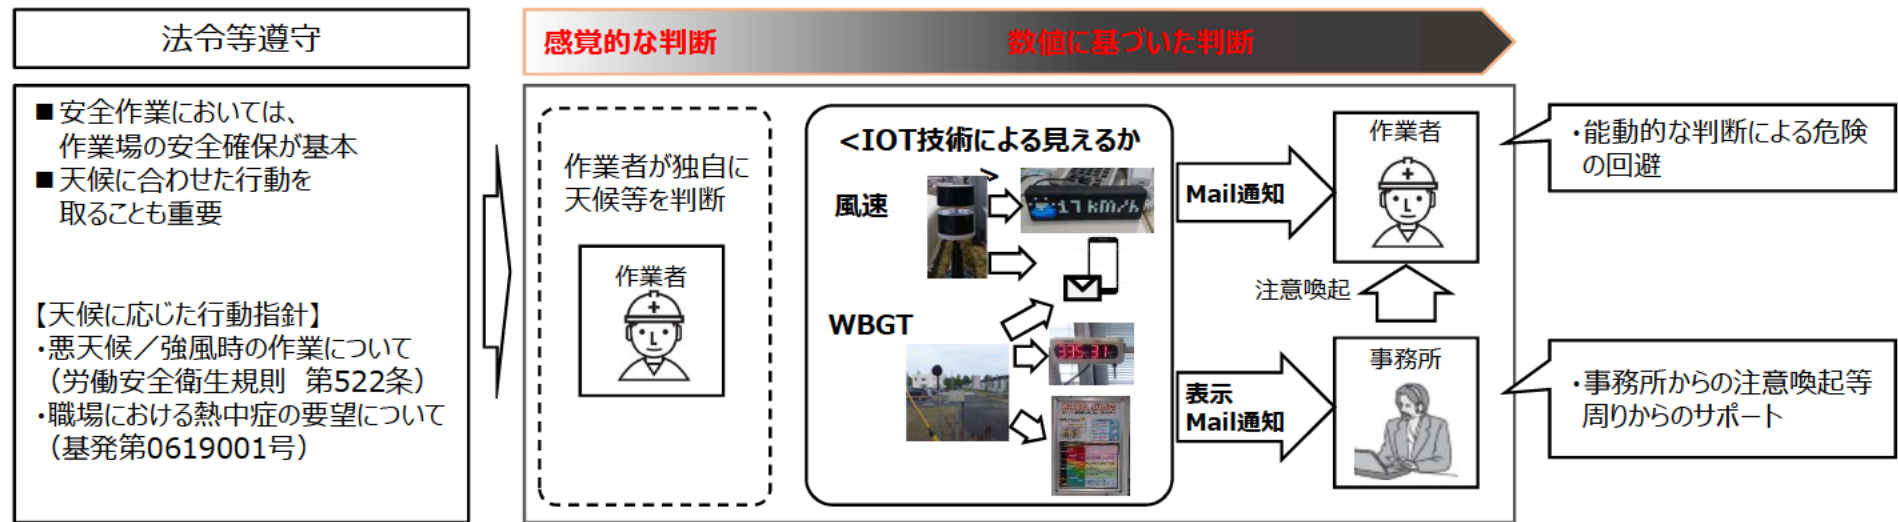 法令等遵守
感覚的な判断
数値に基づいた判断
■安全作業においては、
作業場の安全確保が基本
■天候に合わせた行動を
取ることも重要
【天候に応じた行動指針】
・悪天候／強風時の作業について
（労働安全衛生規則 第522条）
・職場における熱中症の要望について
（基発第0619001号）
作業者が独自に
天候等を判断
作業者
<IOT技術による見えるか
>
風速
17 km/h
WBGT
Mail通知
表示
Mail通知
作業者
注意喚起
事務所
・能動的な判断による危険
の回避
・事務所からの注意喚起等
周りからのサポート